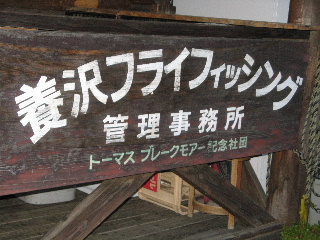 養沢フライフィッシング
管理事務所
トーマス ブレークモアー記念社団